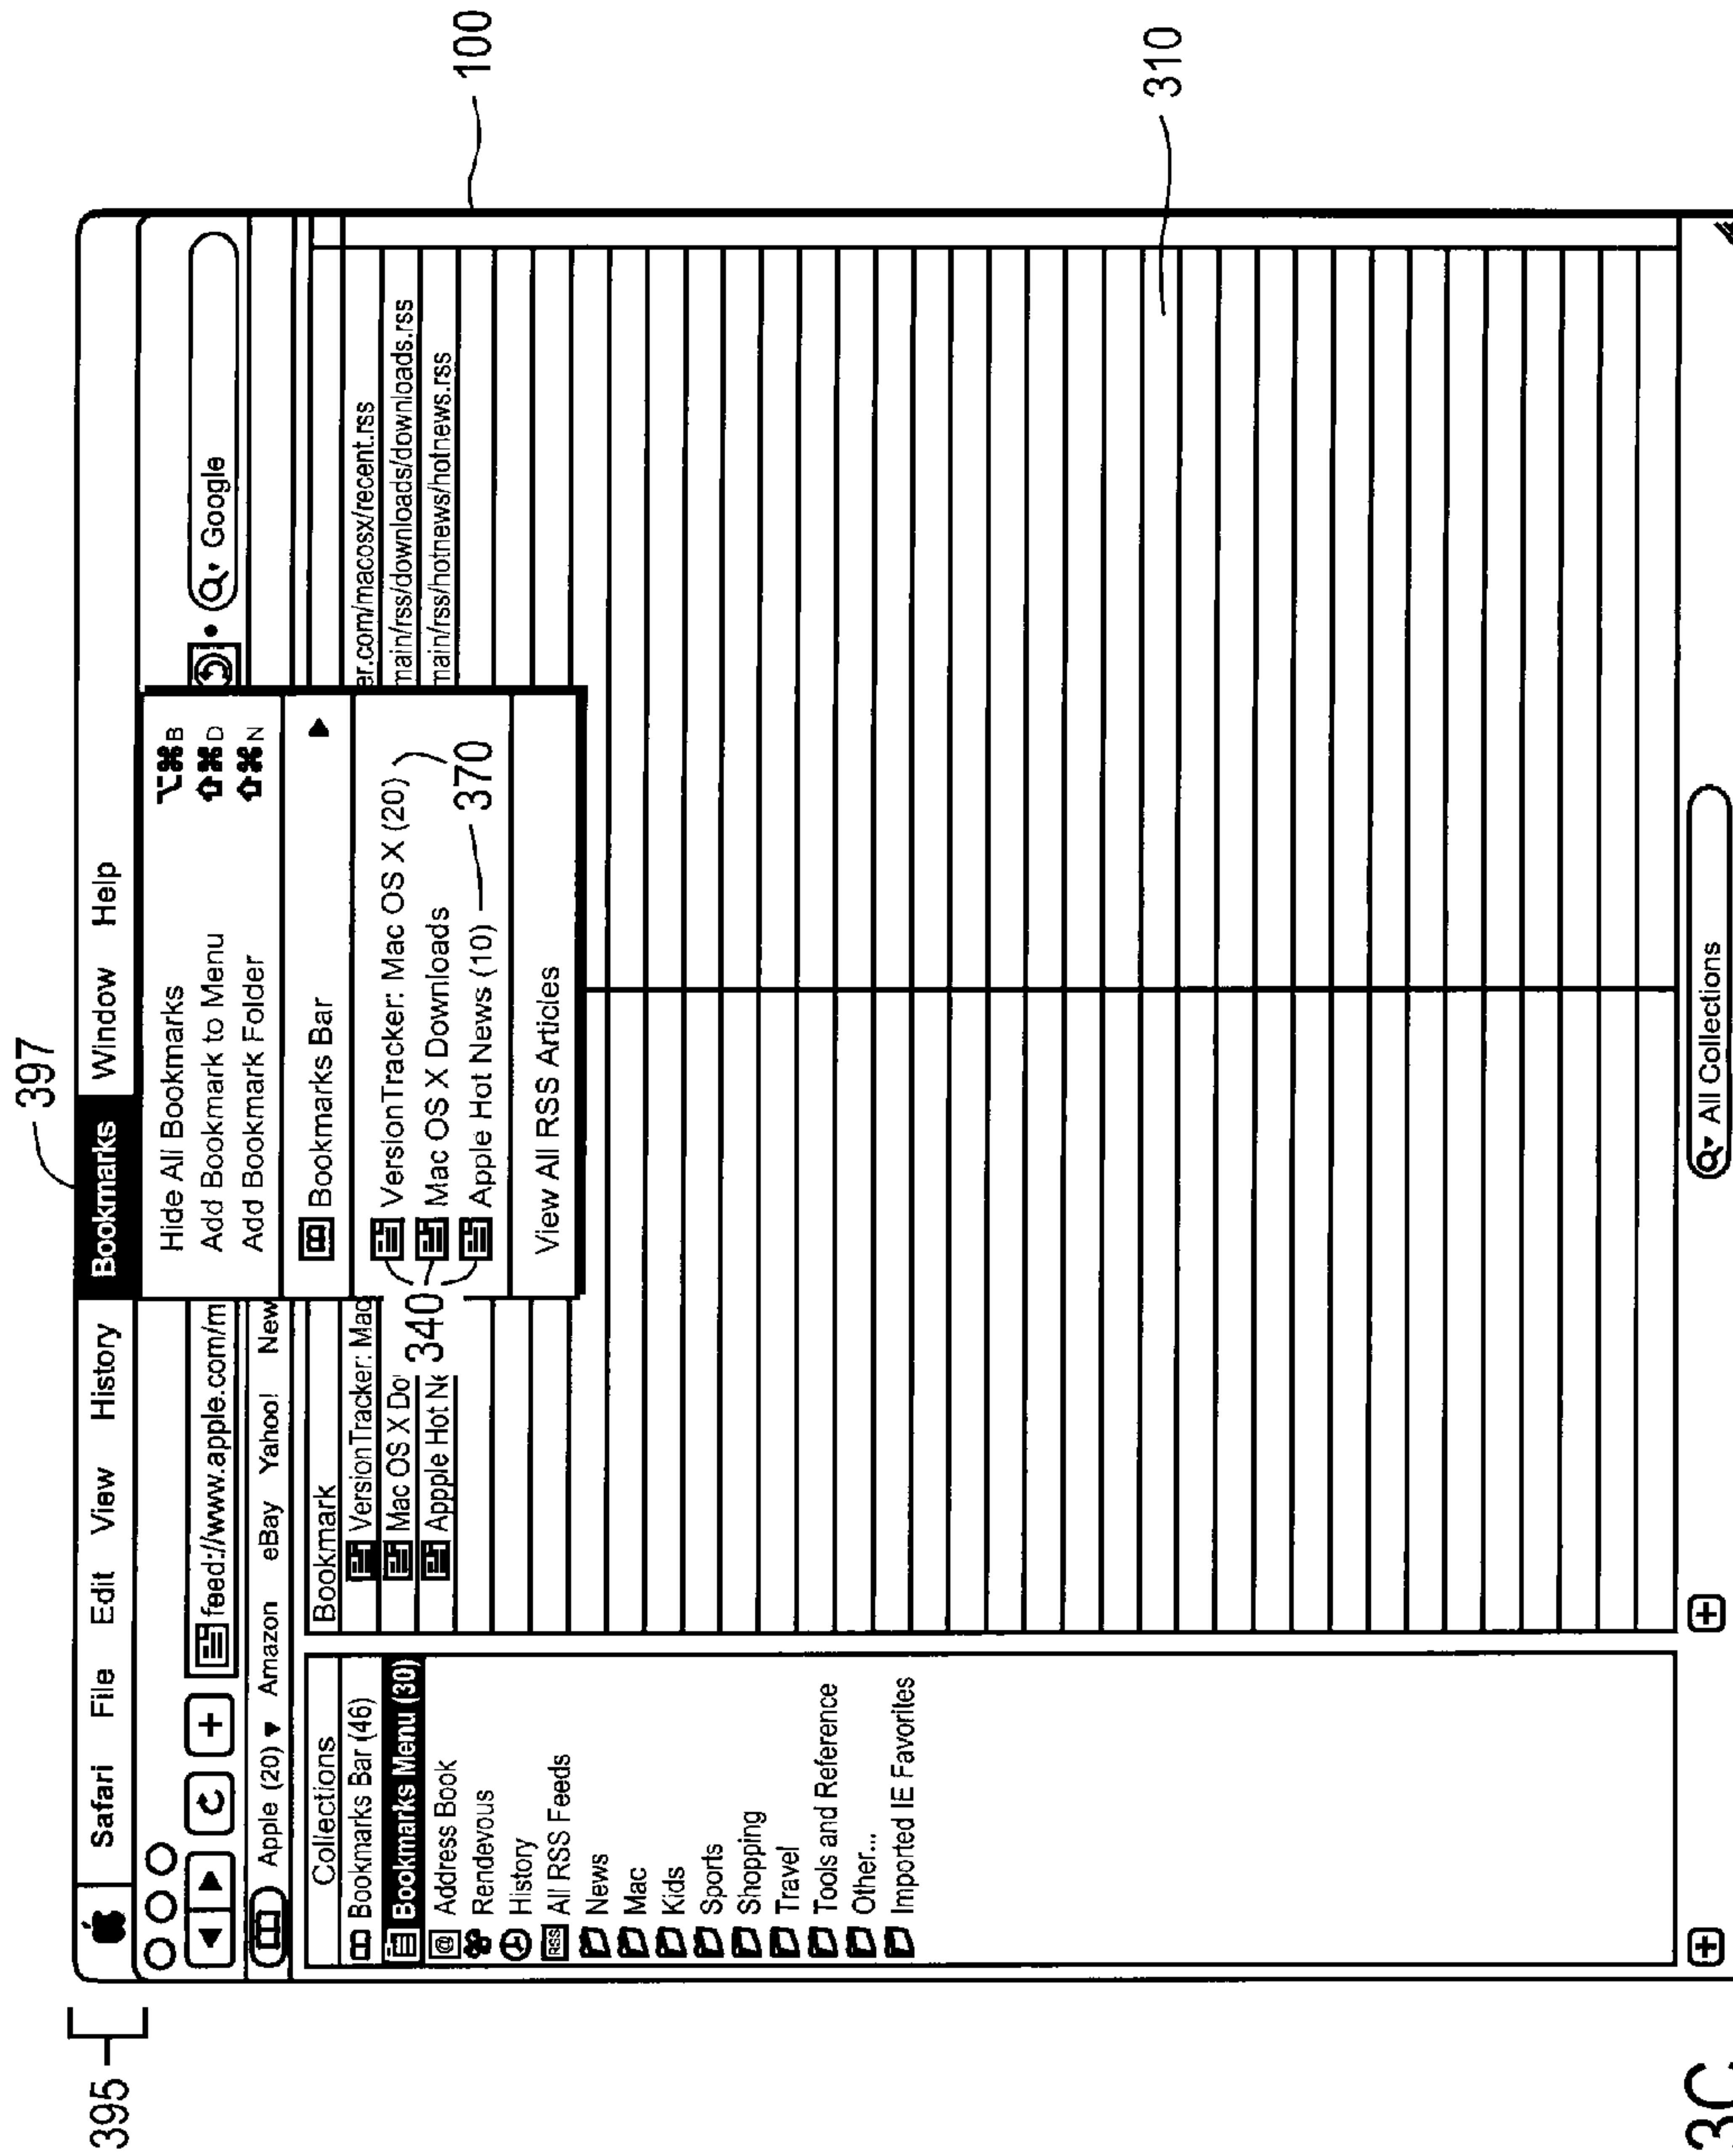 397
395
Safari File Edit View History Bookmarks Window Help
Hide All Bookmarks ⌥⌘B
Add Bookmark to Menu ⇧⌘D
Add Bookmark Folder ⇧⌘N
Bookmarks Bar ▶
VersionTracker: Mac OS X (20)
Mac OS X Downloads
Apple Hot News (10)
View All RSS Articles
340
370
feed://www.apple.com/m
Google
100
Apple (20) ▼ Amazon eBay Yahoo! New
Collections
Bookmarks Bar (46)
Bookmarks Menu (30)
@ Address Book
Rendevous
History
RSS All RSS Feeds
News
Mac
Kids
Sports
Shopping
Travel
Tools and Reference
Other...
Imported IE Favorites
Bookmark
VersionTracker: Mac
er.com/macosx/recent.rss
Mac OS X Do
main/rss/downloads/downloads.rss
Appple Hot Ne
main/rss/hotnews/hotnews.rss
310
All Collections
3C